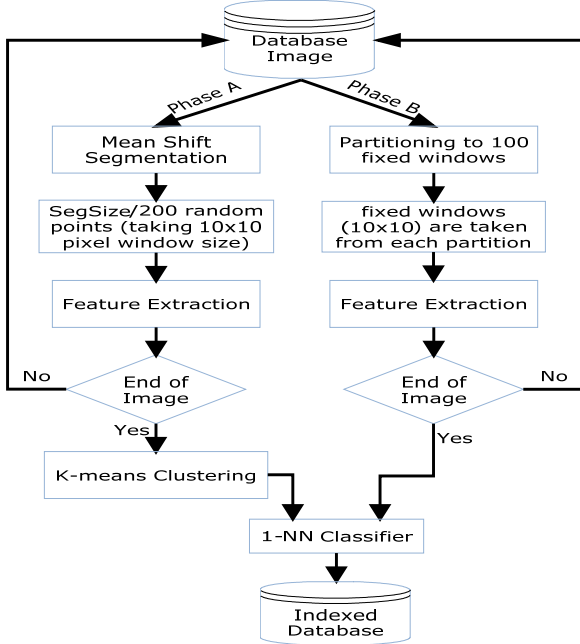 Database
Image
Phase A
Phase B
Mean Shift
Segmentation
Partitioning to 100
fixed windows
SegSize/200 random
points (taking 10x10
pixel window size)
fixed windows
(10x10) are taken
from each partition
Feature Extraction
Feature Extraction
End of
Image
No
End of
Image
No
Yes
Yes
K-means Clustering
1-NN Classifier
Indexed
Database